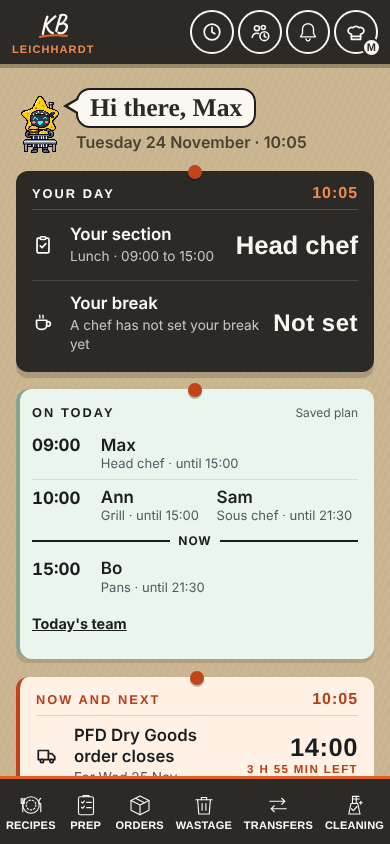 KB
LEICHHARDT
M
Hi there, Max
Tuesday 24 November · 10:05
YOUR DAY 10:05
Your section
Lunch · 09:00 to 15:00
Head chef
Your break
A chef has not set your break
yet
Not set
ON TODAY Saved plan
09:00 Max
Head chef · until 15:00
10:00 Ann Sam
Grill · until 15:00 Sous chef · until 21:30
NOW
15:00 Bo
Pans · until 21:30
Today's team
NOW AND NEXT 10:05
PFD Dry Goods
order closes
14:00
3 H 55 MIN LEFT
For Wed 25 Nov
RECIPES PREP ORDERS WASTAGE TRANSFERS CLEANING